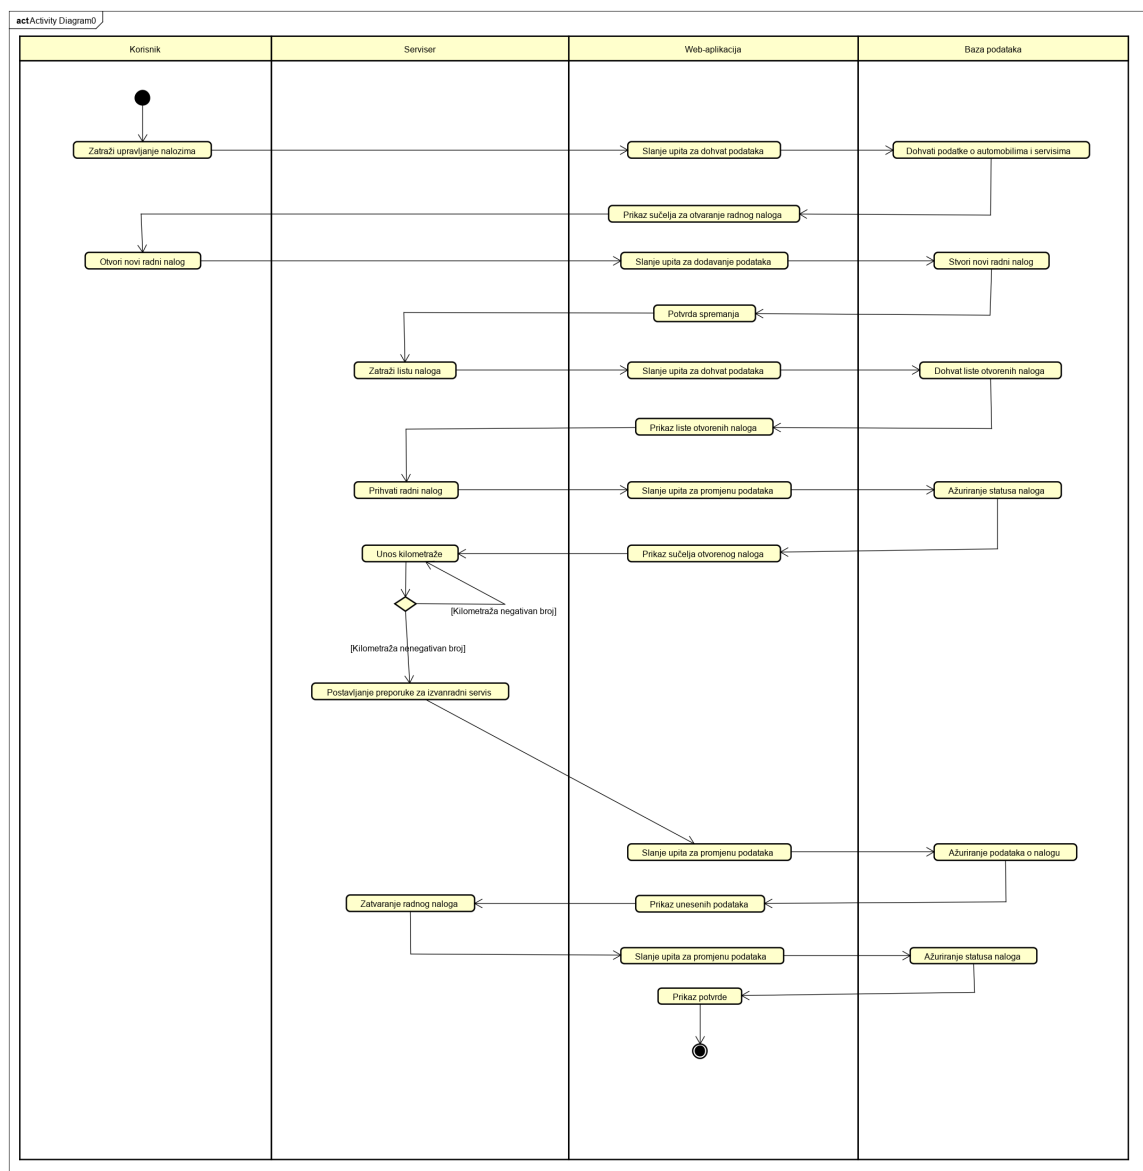 act Activity Diagram0
Korisnik
Serviser
Web-aplikacija
Baza podataka
Zatraži upravljanje nalozima
Slanje upita za dohvat podataka
Dohvati podatke o automobilima i servisima
Prikaz sučelja za otvaranje radnog naloga
Otvori novi radni nalog
Slanje upita za dodavanje podataka
Stvori novi radni nalog
Potvrda spremanja
Zatraži listu naloga
Slanje upita za dohvat podataka
Dohvat liste otvorenih naloga
Prikaz liste otvorenih naloga
Prihvati radni nalog
Slanje upita za promjenu podataka
Ažuriranje statusa naloga
Unos kilometraže
Prikaz sučelja otvorenog naloga
[Kilometraža negativan broj]
[Kilometraža nenegativan broj]
Postavljanje preporuke za izvanradni servis
Slanje upita za promjenu podataka
Ažuriranje podataka o nalogu
Zatvaranje radnog naloga
Prikaz unesenih podataka
Slanje upita za promjenu podataka
Ažuriranje statusa naloga
Prikaz potvrde